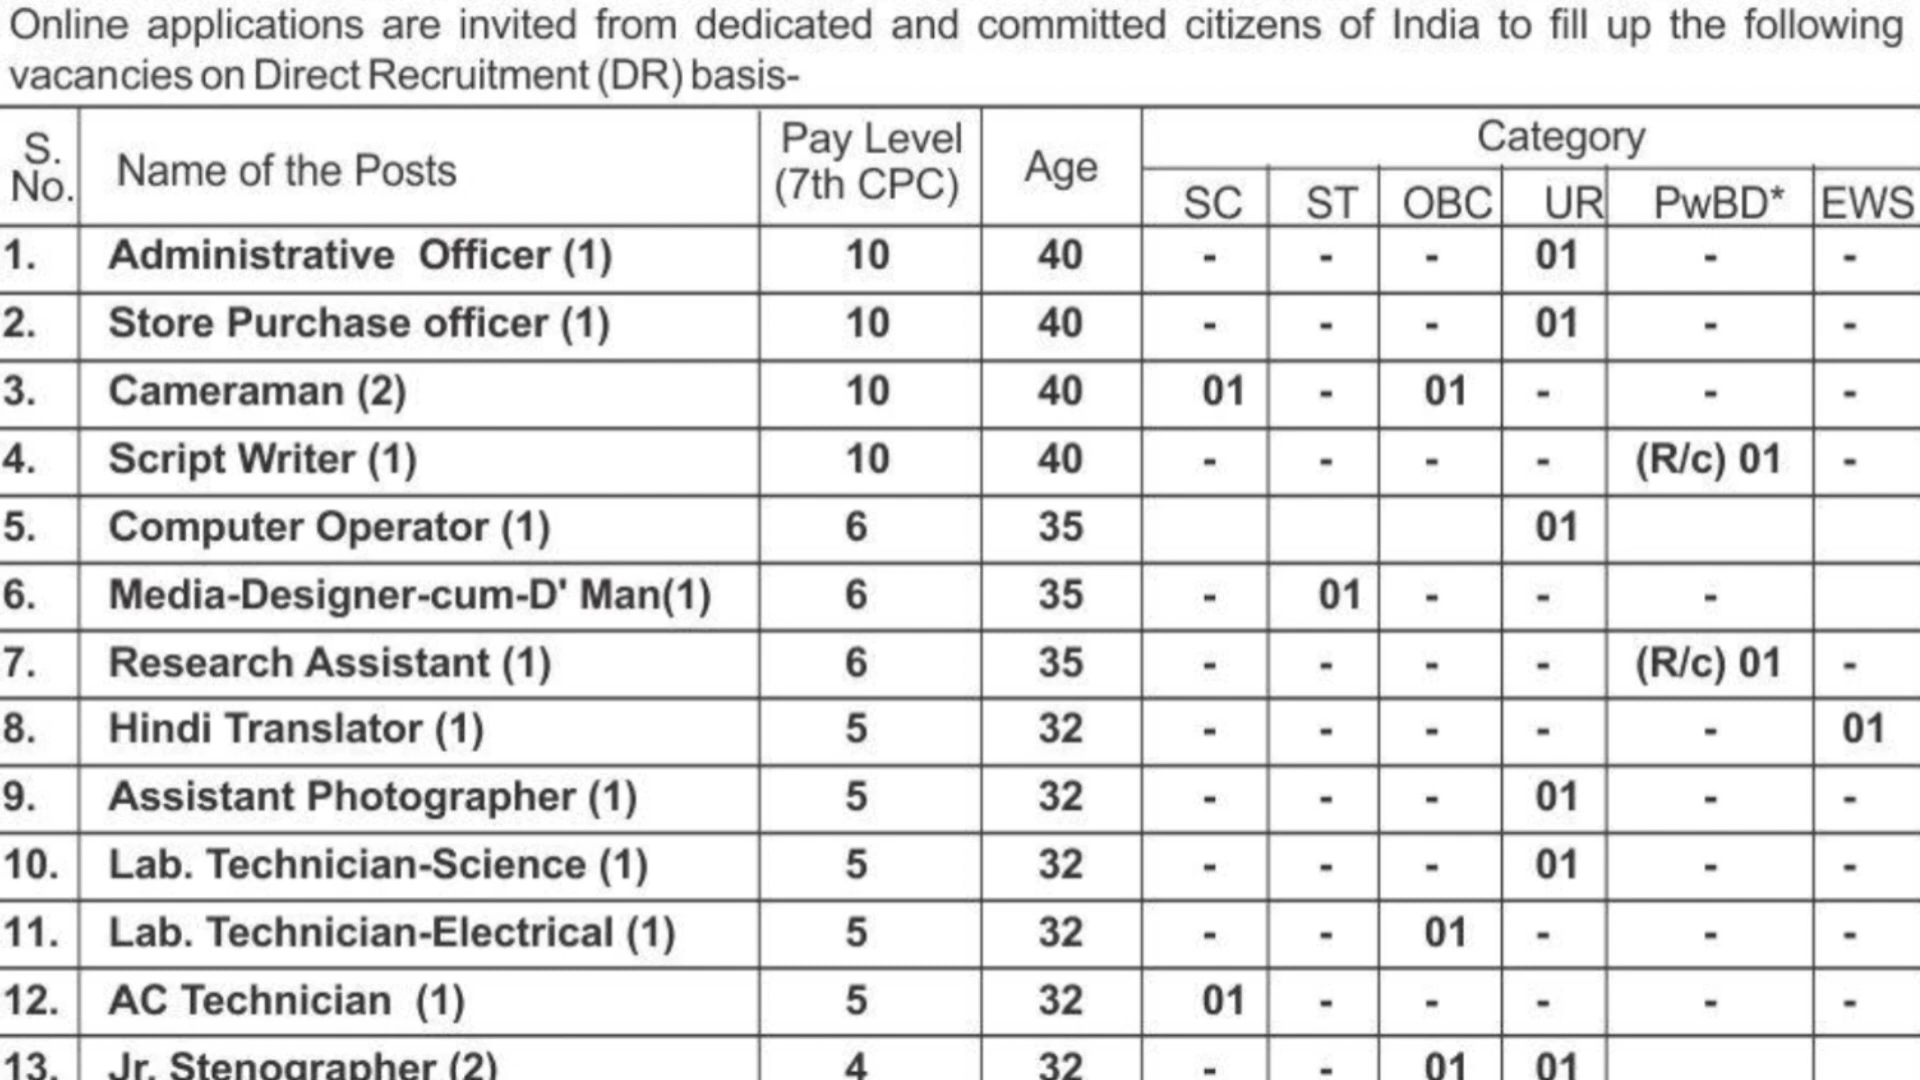 Online applications are invited from dedicated and committed citizens of India to fill up the following
vacancies on Direct Recruitment (DR) basis-
S. No. Name of the Posts Pay Level (7th CPC) Age Category
SC ST OBC UR PwBD* EWS
1. Administrative Officer (1) 10 40 - - - 01 - -
2. Store Purchase officer (1) 10 40 - - - 01 - -
3. Cameraman (2) 10 40 01 - 01 - - -
4. Script Writer (1) 10 40 - - - - (R/c) 01 -
5. Computer Operator (1) 6 35 01
6. Media-Designer-cum-D' Man(1) 6 35 - 01 - - -
7. Research Assistant (1) 6 35 - - - - (R/c) 01 -
8. Hindi Translator (1) 5 32 - - - - - 01
9. Assistant Photographer (1) 5 32 - - - 01 - -
10. Lab. Technician-Science (1) 5 32 - - - 01 - -
11. Lab. Technician-Electrical (1) 5 32 - - 01 - - -
12. AC Technician (1) 5 32 01 - - - - -
13. Jr. Stenographer (2) 4 32 - - 01 01